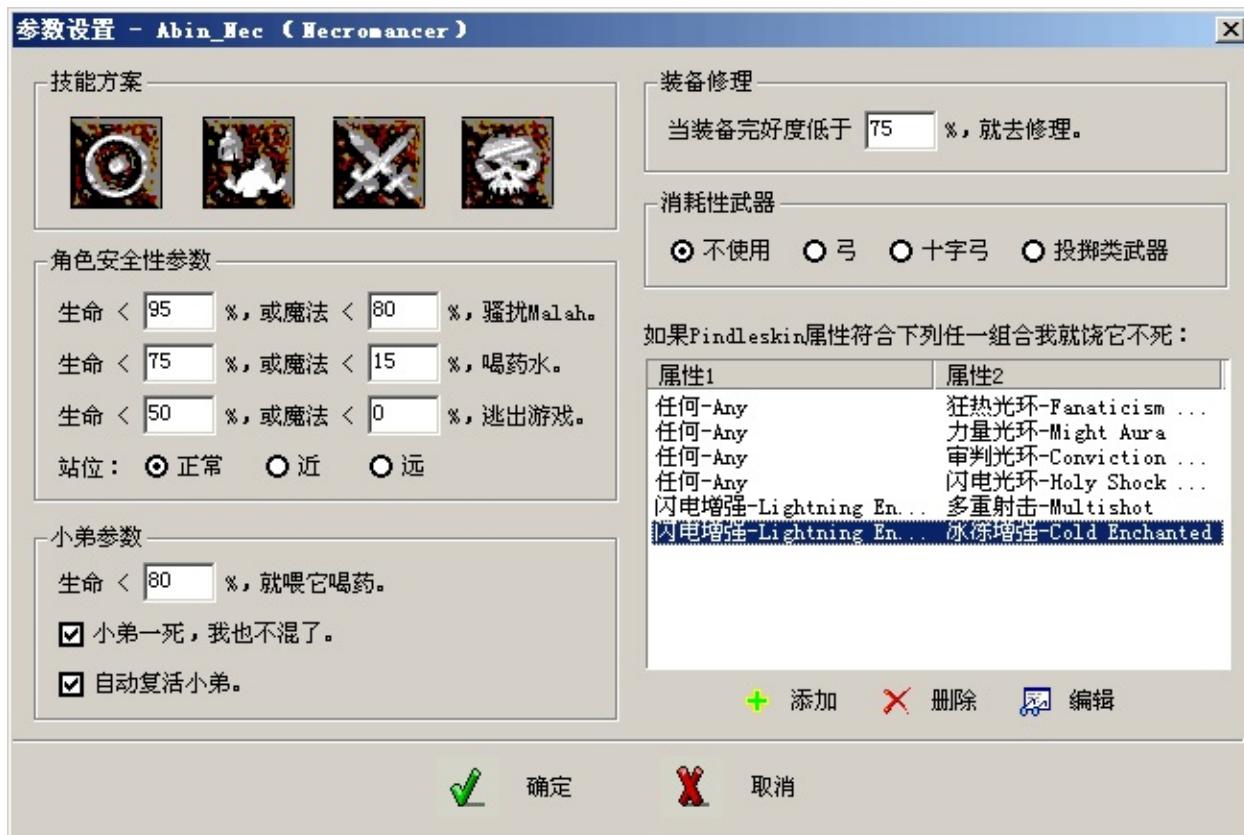 参数设置 - Abin_Nec (Necromancer)
技能方案
角色安全性参数
生命 < 95 %,或魔法 < 80 %,骚扰Malah。
生命 < 75 %,或魔法 < 15 %,喝药水。
生命 < 50 %,或魔法 < 0 %,逃出游戏。
站位: 正常 近 远
小弟参数
生命 < 80 %,就喂它喝药。
小弟一死,我也不混了。
自动复活小弟。
装备修理
当装备完好度低于 75 %,就去修理。
消耗性武器
不使用 弓 十字弓 投掷类武器
如果Pindleskin属性符合下列任一组合我就饶它不死:
属性1 属性2
任何-Any 狂热光环-Fanaticism ...
任何-Any 力量光环-Might Aura
任何-Any 审判光环-Conviction ...
任何-Any 闪电光环-Holy Shock ...
闪电增强-Lightning En... 多重射击-Multishot
闪电增强-Lightning En... 冰冻增强-Cold Enchanted
添加 删除 编辑
确定 取消